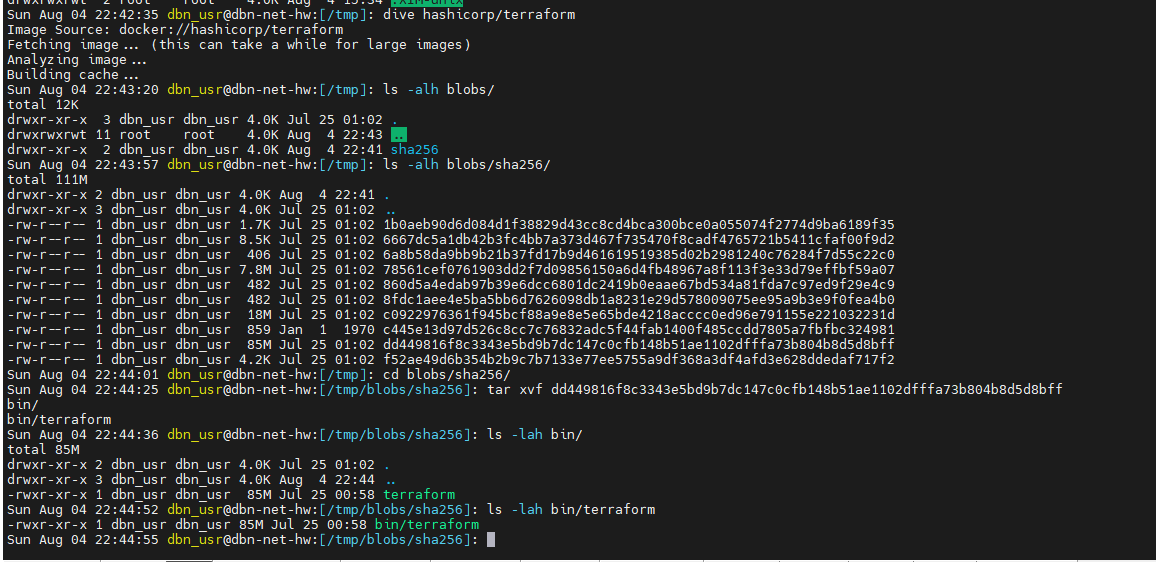 drwxrwxrwt 2 root root 4.0K Aug 4 15:34 .XIM-unix
Sun Aug 04 22:42:35 dbn_usr@dbn-net-hw:[/tmp]: dive hashicorp/terraform
Image Source: docker://hashicorp/terraform
Fetching image... (this can take a while for large images)
Analyzing image...
Building cache...
Sun Aug 04 22:43:20 dbn_usr@dbn-net-hw:[/tmp]: ls -alh blobs/
total 12K
drwxr-xr-x 3 dbn_usr dbn_usr 4.0K Jul 25 01:02 .
drwxrwxrwt 11 root root 4.0K Aug 4 22:43 ..
drwxr-xr-x 2 dbn_usr dbn_usr 4.0K Aug 4 22:41 sha256
Sun Aug 04 22:43:57 dbn_usr@dbn-net-hw:[/tmp]: ls -alh blobs/sha256/
total 111M
drwxr-xr-x 2 dbn_usr dbn_usr 4.0K Aug 4 22:41 .
drwxr-xr-x 3 dbn_usr dbn_usr 4.0K Jul 25 01:02 ..
-rw-r--r-- 1 dbn_usr dbn_usr 1.7K Jul 25 01:02 1b0aeb90d6d084d1f38829d43cc8cd4bca300bce0a055074f2774d9ba6189f35
-rw-r--r-- 1 dbn_usr dbn_usr 8.5K Jul 25 01:02 6667dc5a1db42b3fc4bb7a373d467f735470f8cadf4765721b5411cfaf00f9d2
-rw-r--r-- 1 dbn_usr dbn_usr 406 Jul 25 01:02 6a8b58da9bb9b21b37fd17b9d461619519385d02b2981240c76284f7d55c22c0
-rw-r--r-- 1 dbn_usr dbn_usr 7.8M Jul 25 01:02 78561cef0761903dd2f7d09856150a6d4fb48967a8f113f3e33d79effbf59a07
-rw-r--r-- 1 dbn_usr dbn_usr 482 Jul 25 01:02 860d5a4edab97b39e6dcc6801dc2419b0eaae67bd534a81fda7c97ed9f29e4c9
-rw-r--r-- 1 dbn_usr dbn_usr 482 Jul 25 01:02 8fdc1aee4e5ba5bb6d7626098db1a8231e29d578009075ee95a9b3e9f0fea4b0
-rw-r--r-- 1 dbn_usr dbn_usr 18M Jul 25 01:02 c0922976361f945bcf88a9e8e5e65bde4218acccc0ed96e791155e221032231d
-rw-r--r-- 1 dbn_usr dbn_usr 859 Jan 1 1970 c445e13d97d526c8cc7c76832adc5f44fab1400f485ccdd7805a7fbfbc324981
-rw-r--r-- 1 dbn_usr dbn_usr 85M Jul 25 01:02 dd449816f8c3343e5bd9b7dc147c0cfb148b51ae1102dfffa73b804b8d5d8bff
-rw-r--r-- 1 dbn_usr dbn_usr 4.2K Jul 25 01:02 f52ae49d6b354b2b9c7b7133e77ee5755a9df368a3df4afd3e628ddedaf717f2
Sun Aug 04 22:44:01 dbn_usr@dbn-net-hw:[/tmp]: cd blobs/sha256/
Sun Aug 04 22:44:25 dbn_usr@dbn-net-hw:[/tmp/blobs/sha256]: tar xvf dd449816f8c3343e5bd9b7dc147c0cfb148b51ae1102dfffa73b804b8d5d8bff
bin/
bin/terraform
Sun Aug 04 22:44:36 dbn_usr@dbn-net-hw:[/tmp/blobs/sha256]: ls -lah bin/
total 85M
drwxr-xr-x 2 dbn_usr dbn_usr 4.0K Jul 25 01:02 .
drwxr-xr-x 3 dbn_usr dbn_usr 4.0K Aug 4 22:44 ..
-rwxr-xr-x 1 dbn_usr dbn_usr 85M Jul 25 00:58 terraform
Sun Aug 04 22:44:52 dbn_usr@dbn-net-hw:[/tmp/blobs/sha256]: ls -lah bin/terraform
-rwxr-xr-x 1 dbn_usr dbn_usr 85M Jul 25 00:58 bin/terraform
Sun Aug 04 22:44:55 dbn_usr@dbn-net-hw:[/tmp/blobs/sha256]: